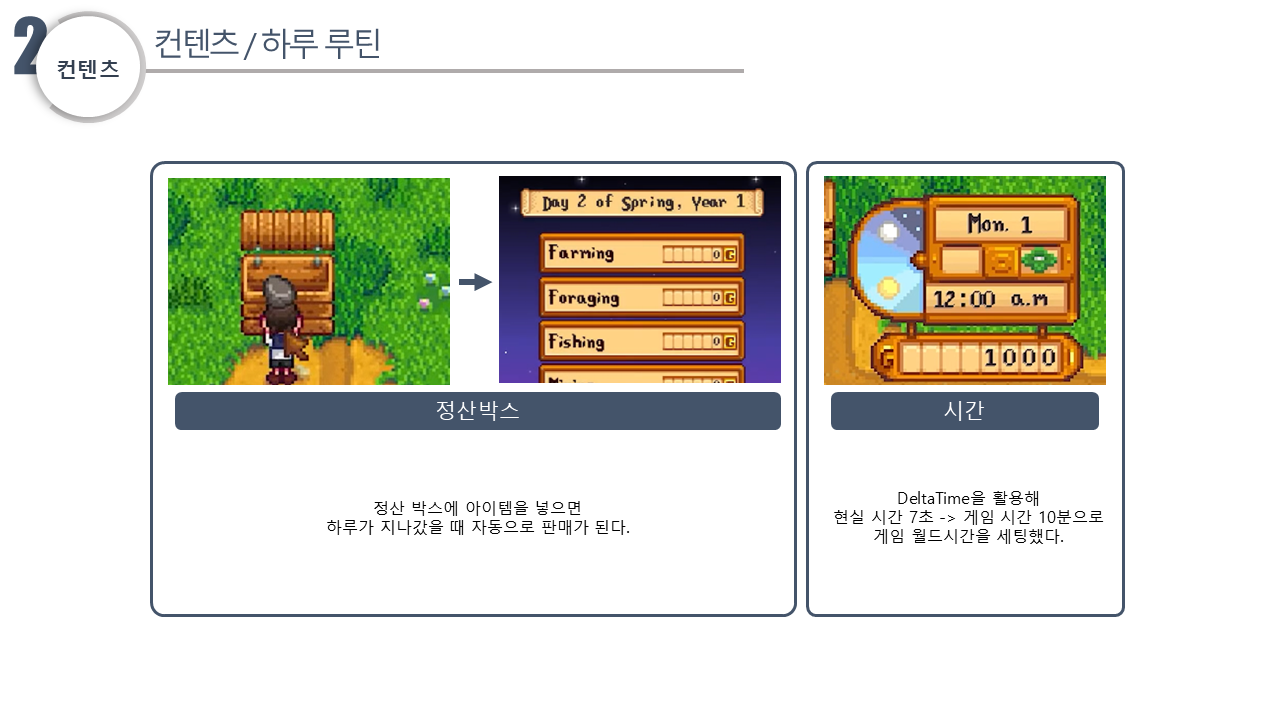 2
컨텐츠
컨텐츠 / 하루 루틴
Day 2 of Spring, Year 1
Farming 0 G
Foraging 0 G
Fishing 0 G
Mon. 1
12:00 a.m
G 1000
정산박스
시간
정산 박스에 아이템을 넣으면
하루가 지나갔을 때 자동으로 판매가 된다.
DeltaTime을 활용해
현실 시간 7초 -> 게임 시간 10분으로
게임 월드시간을 세팅했다.